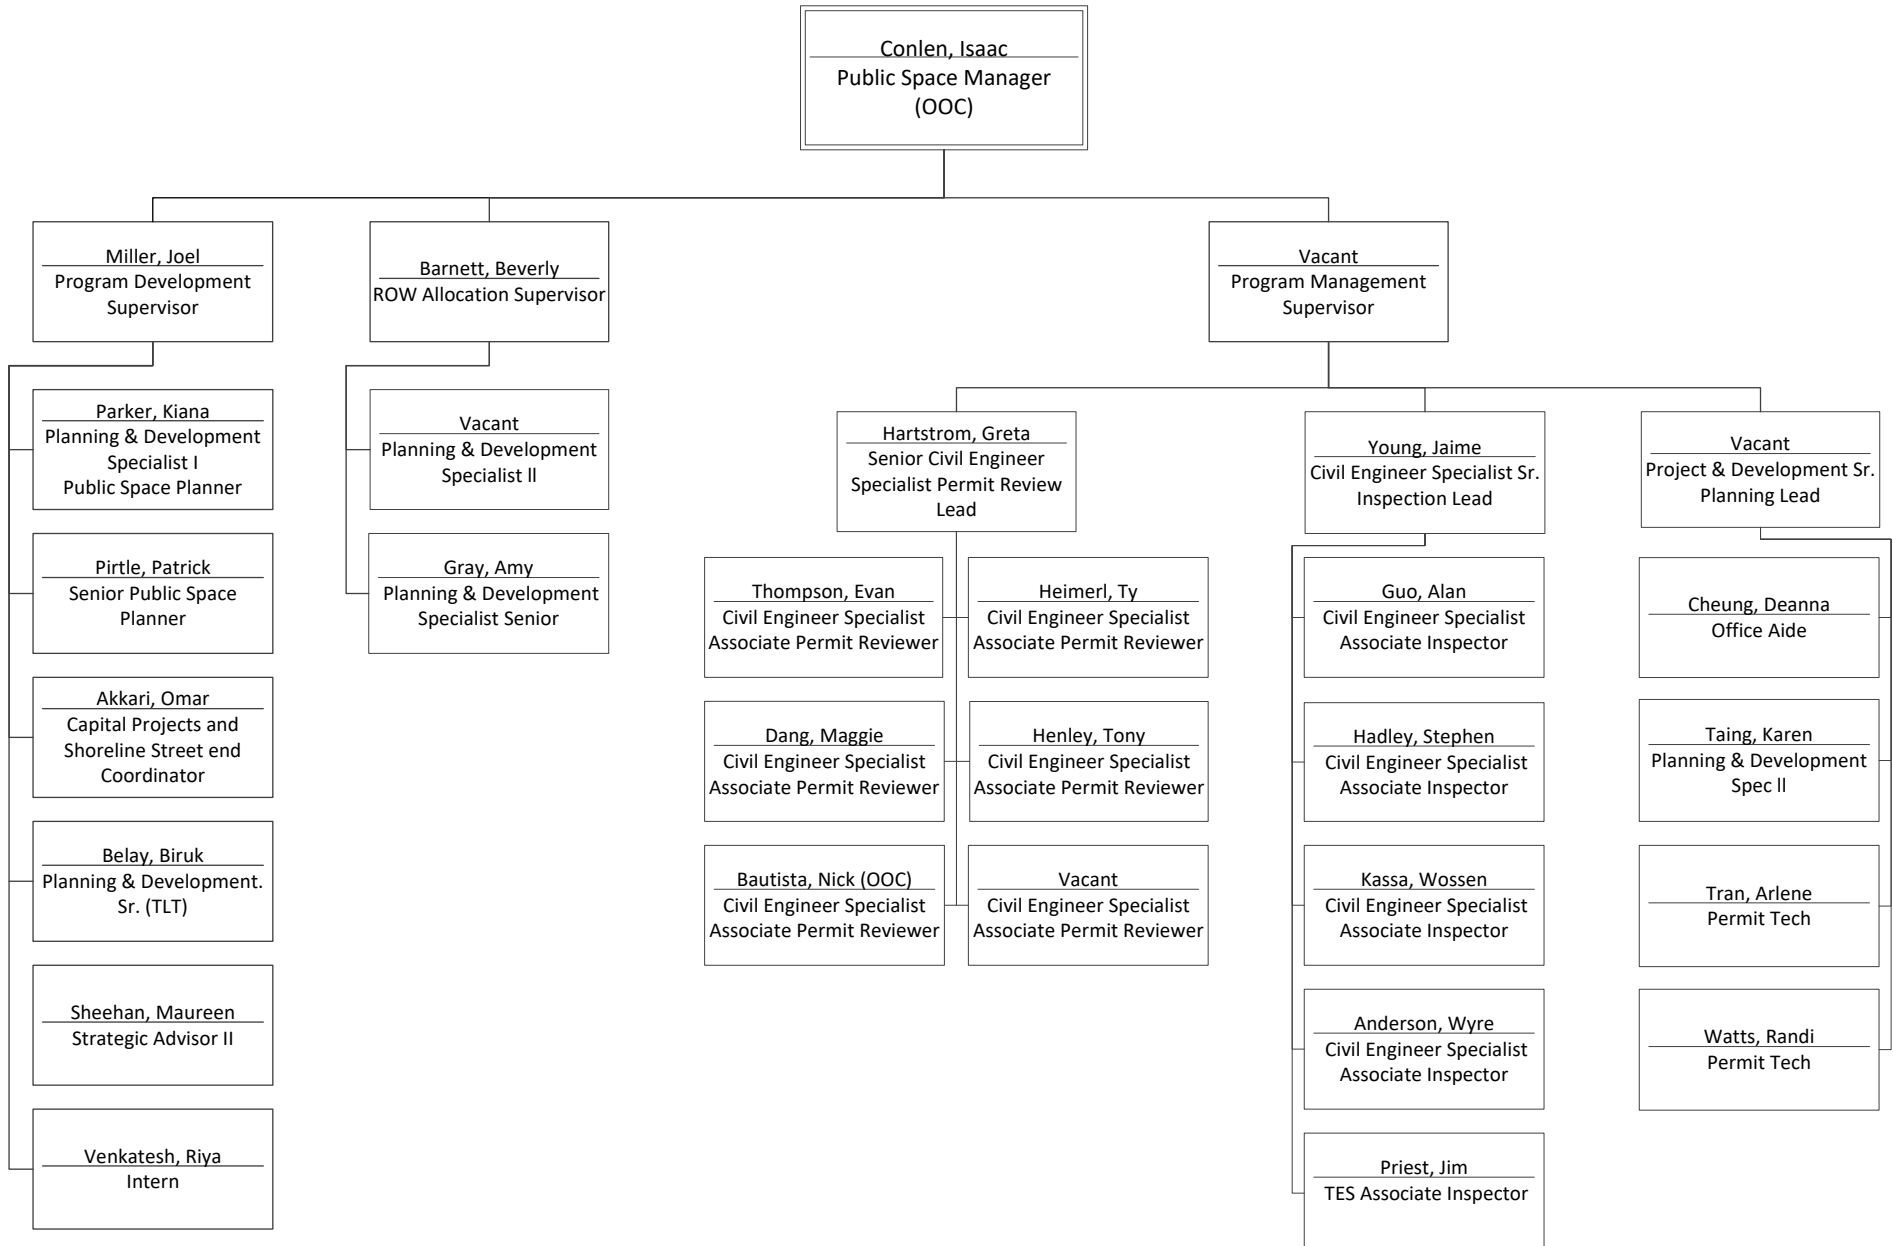 Conlen, Isaac
Public Space Manager
(OOC)
Miller, Joel
Program Development
Supervisor
Barnett, Beverly
ROW Allocation Supervisor
Vacant
Program Management
Supervisor
Parker, Kiana
Planning & Development
Specialist I
Public Space Planner
Pirtle, Patrick
Senior Public Space
Planner
Akkari, Omar
Capital Projects and
Shoreline Street end
Coordinator
Belay, Biruk
Planning & Development.
Sr. (TLT)
Sheehan, Maureen
Strategic Advisor II
Venkatesh, Riya
Intern
Vacant
Planning & Development
Specialist ll
Gray, Amy
Planning & Development
Specialist Senior
Hartstrom, Greta
Senior Civil Engineer
Specialist Permit Review
Lead
Thompson, Evan
Civil Engineer Specialist
Associate Permit Reviewer
Heimerl, Ty
Civil Engineer Specialist
Associate Permit Reviewer
Dang, Maggie
Civil Engineer Specialist
Associate Permit Reviewer
Henley, Tony
Civil Engineer Specialist
Associate Permit Reviewer
Bautista, Nick (OOC)
Civil Engineer Specialist
Associate Permit Reviewer
Vacant
Civil Engineer Specialist
Associate Permit Reviewer
Young, Jaime
Civil Engineer Specialist Sr.
Inspection Lead
Guo, Alan
Civil Engineer Specialist
Associate Inspector
Hadley, Stephen
Civil Engineer Specialist
Associate Inspector
Kassa, Wossen
Civil Engineer Specialist
Associate Inspector
Anderson, Wyre
Civil Engineer Specialist
Associate Inspector
Priest, Jim
TES Associate Inspector
Vacant
Project & Development Sr.
Planning Lead
Cheung, Deanna
Office Aide
Taing, Karen
Planning & Development
Spec ll
Tran, Arlene
Permit Tech
Watts, Randi
Permit Tech